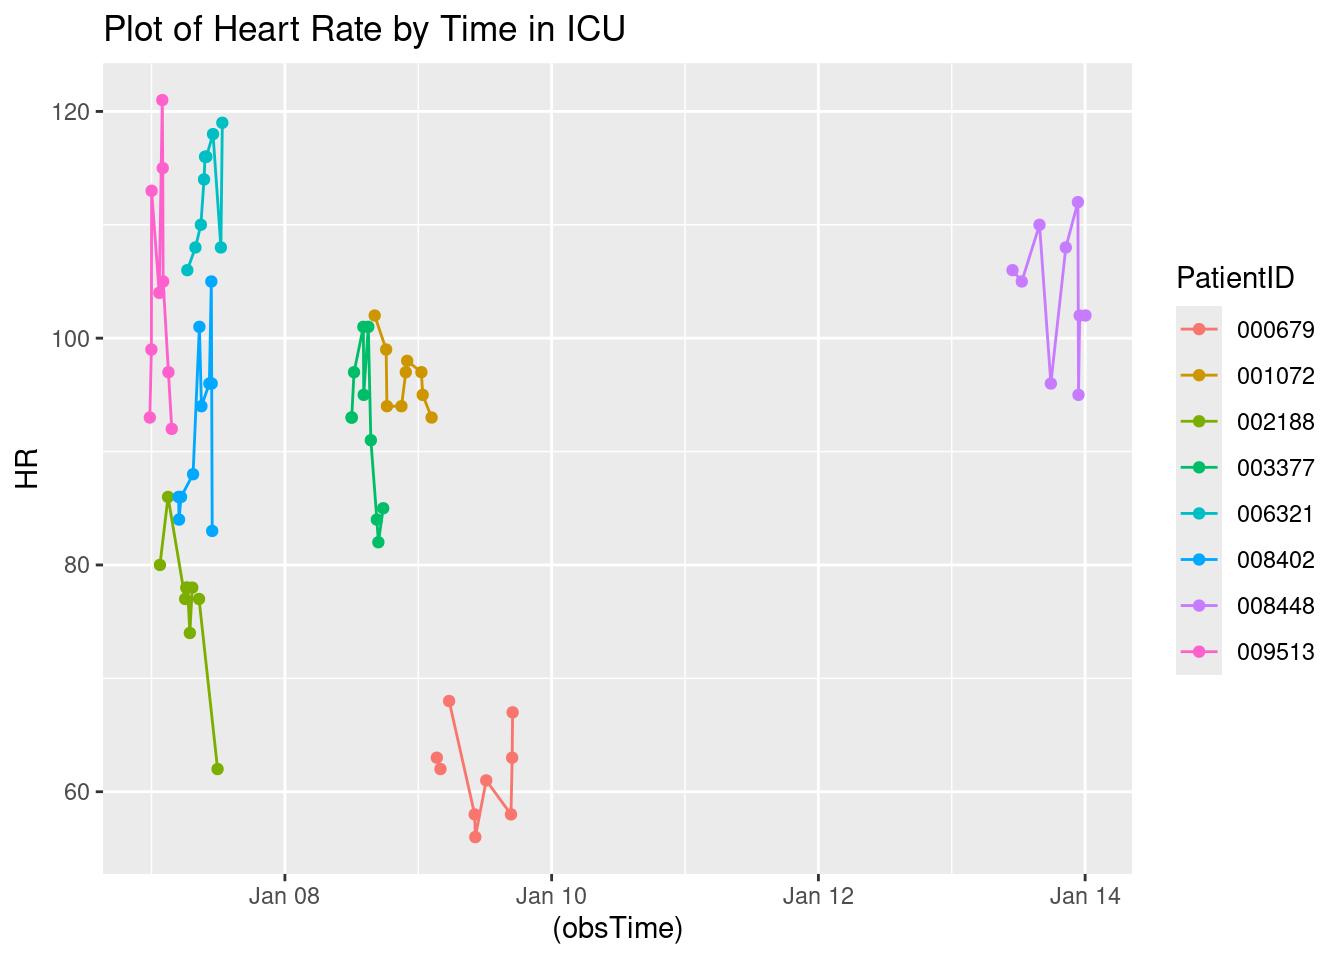 Plot of Heart Rate by Time in ICU
120
100
80
60
HR
Jan 08
Jan 10
Jan 12
Jan 14
(obsTime)
PatientID
000679
001072
002188
003377
006321
008402
008448
009513